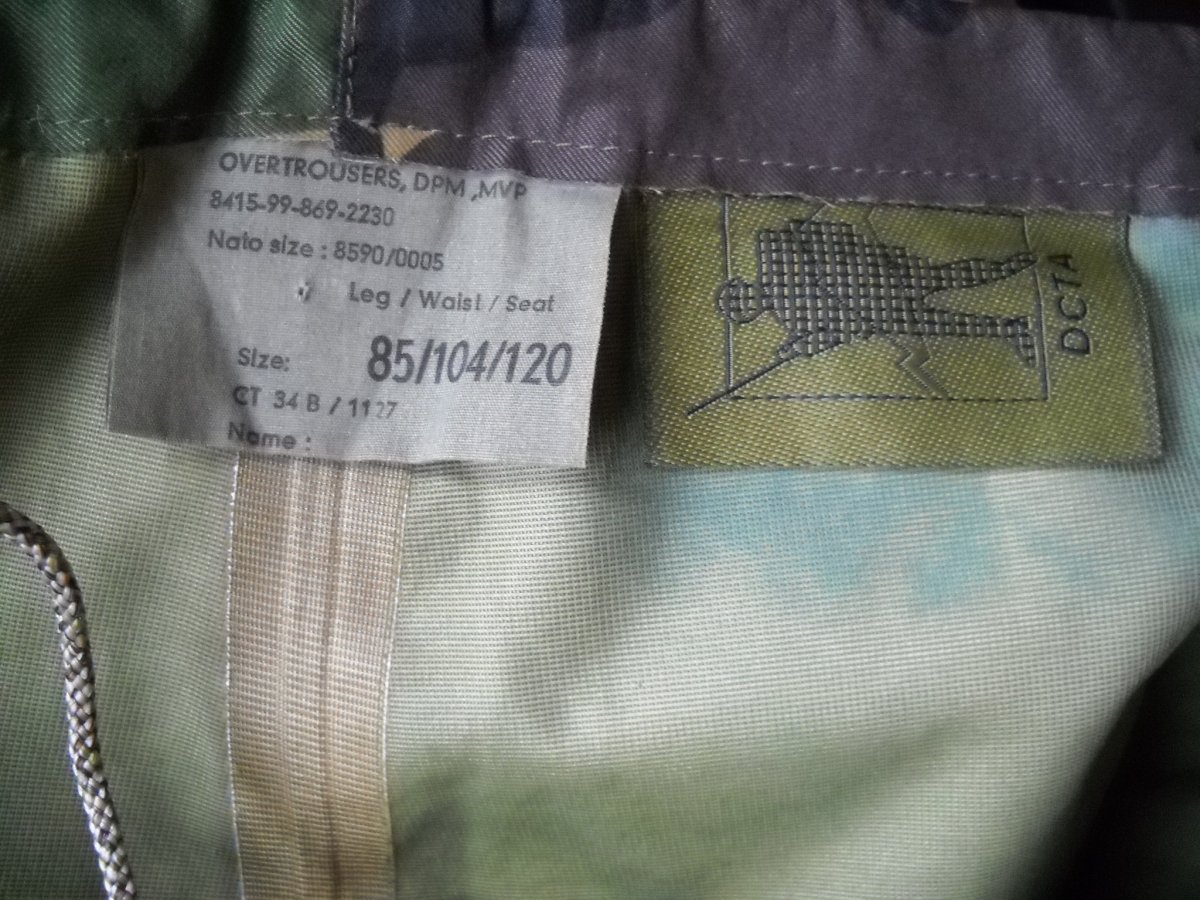 OVERTROUSERS, DPM ,MVP
8415-99-869-2230
Nato size : 8590/0005
Leg / Waist / Seat
Size: 85/104/120
CT 34 B / 1127
Name :
DC7A